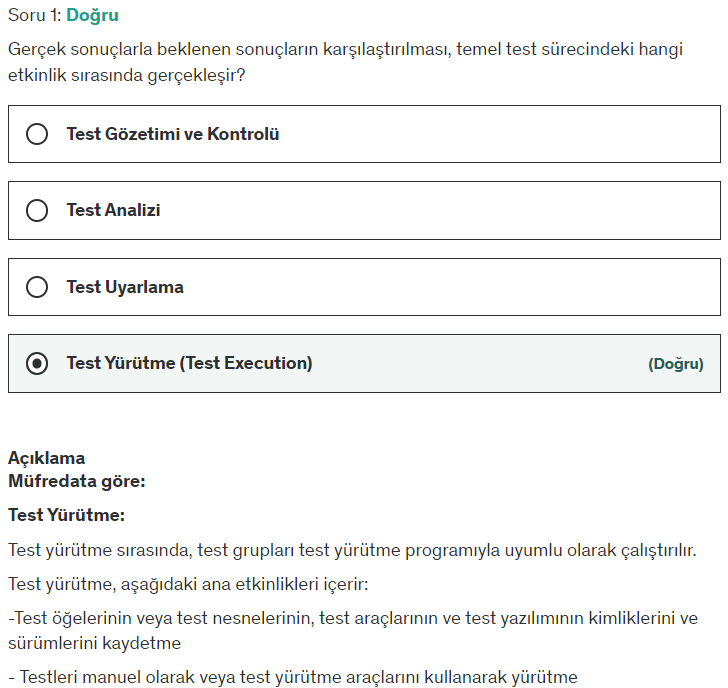 Soru 1: Doğru
Gerçek sonuçlarla beklenen sonuçların karşılaştırılması, temel test sürecindeki hangi
etkinlik sırasında gerçekleşir?
Test Gözetimi ve Kontrolü
Test Analizi
Test Uyarlama
Test Yürütme (Test Execution) (Doğru)
Açıklama
Müfredata göre:
Test Yürütme:
Test yürütme sırasında, test grupları test yürütme programıyla uyumlu olarak çalıştırılır.
Test yürütme, aşağıdaki ana etkinlikleri içerir:
-Test öğelerinin veya test nesnelerinin, test araçlarının ve test yazılımının kimliklerini ve
sürümlerini kaydetme
- Testleri manuel olarak veya test yürütme araçlarını kullanarak yürütme